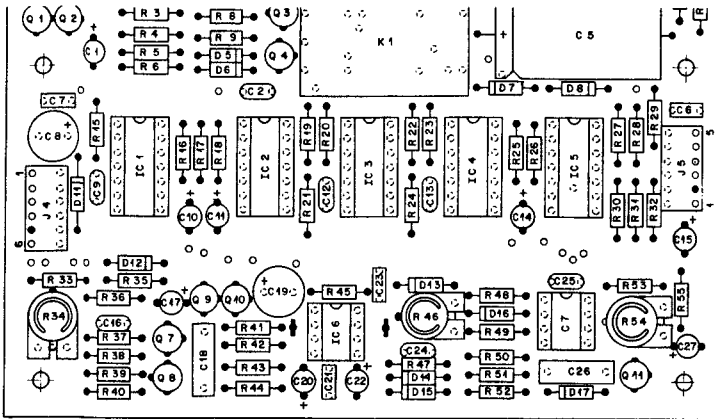 Q1 Q2 R3 R8 Q3 K1 C5 R
R4 R9
C1 R5 D5 Q4
R6 D6
C7 C2 D7 D8 C6
C8 R15 IC1 R16 R17 R18 IC2 R19 R20 IC3 R22 R23 IC4 R25 R26 IC5 R27 R28 R29 J5 5
1 J4 D11 C9 C10 C11 R21 C12 R24 C13 C14 R30 R31 R32 1
6 C15
D12
R33 R35 C19 R45 C23 D13 C25 R53 R55
R36 C17 Q9 Q10 R48
R34 C16 IC6 R46 D16 C7 R54
R37 Q7 C18 R41 R49
R42 C24 C27
R38 R47 R50
R39 Q8 R43 C20 C21 C22 D14 R51 C26 Q11
R40 R44 D15 R52 D17